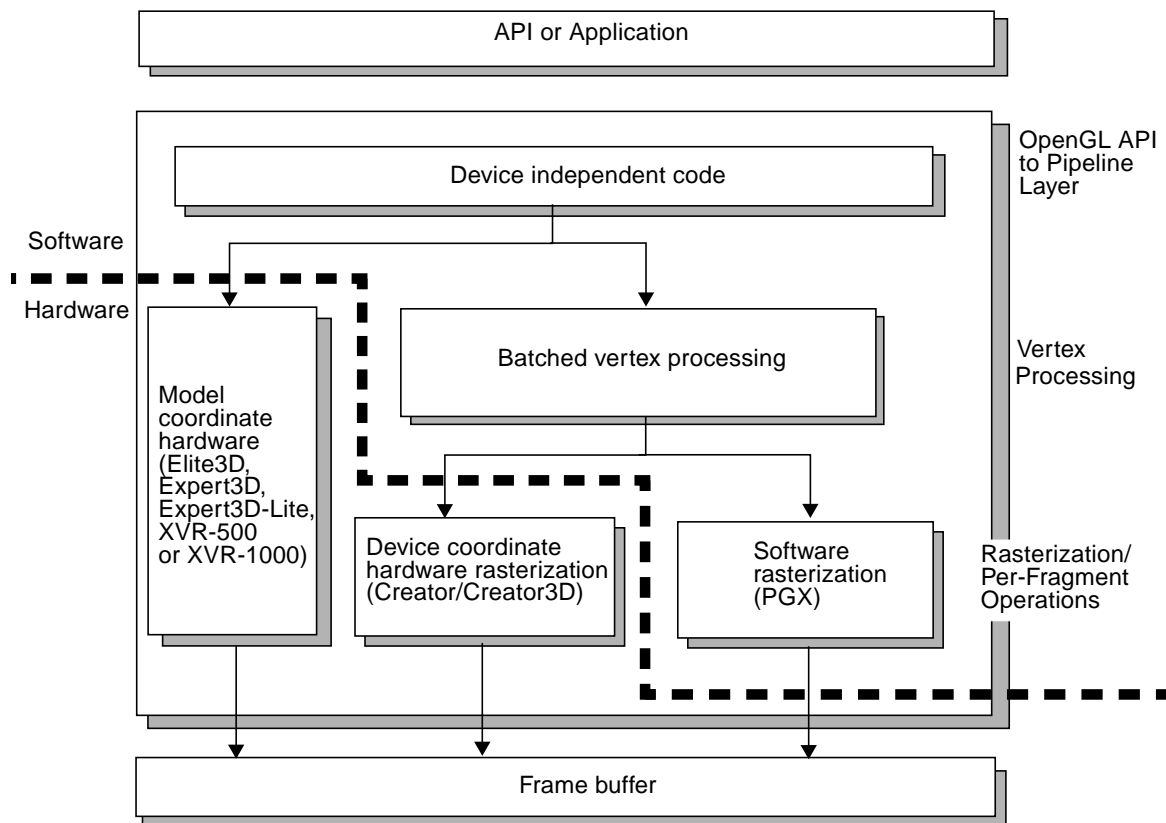 API or Application
OpenGL API
to Pipeline
Layer
Device independent code
Software
Hardware
Model
coordinate
hardware
(Elite3D,
Expert3D,
Expert3D-Lite,
XVR-500
or XVR-1000)
Batched vertex processing
Vertex
Processing
Device coordinate
hardware rasterization
(Creator/Creator3D)
Software
rasterization
(PGX)
Rasterization/
Per-Fragment
Operations
Frame buffer